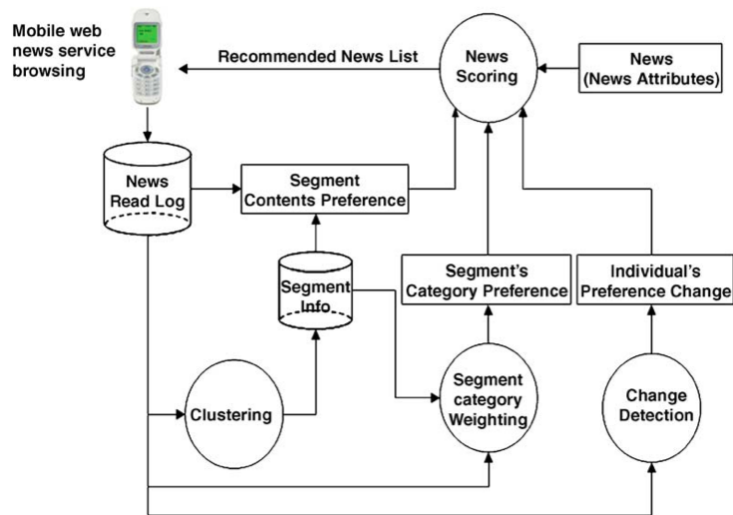 Mobile web
news service
browsing
Recommended News List
News
Scoring
News
(News Attributes)
News
Read Log
Segment
Contents Preference
Segment
Info
Segment's
Category Preference
Individual's
Preference Change
Clustering
Segment
category
Weighting
Change
Detection